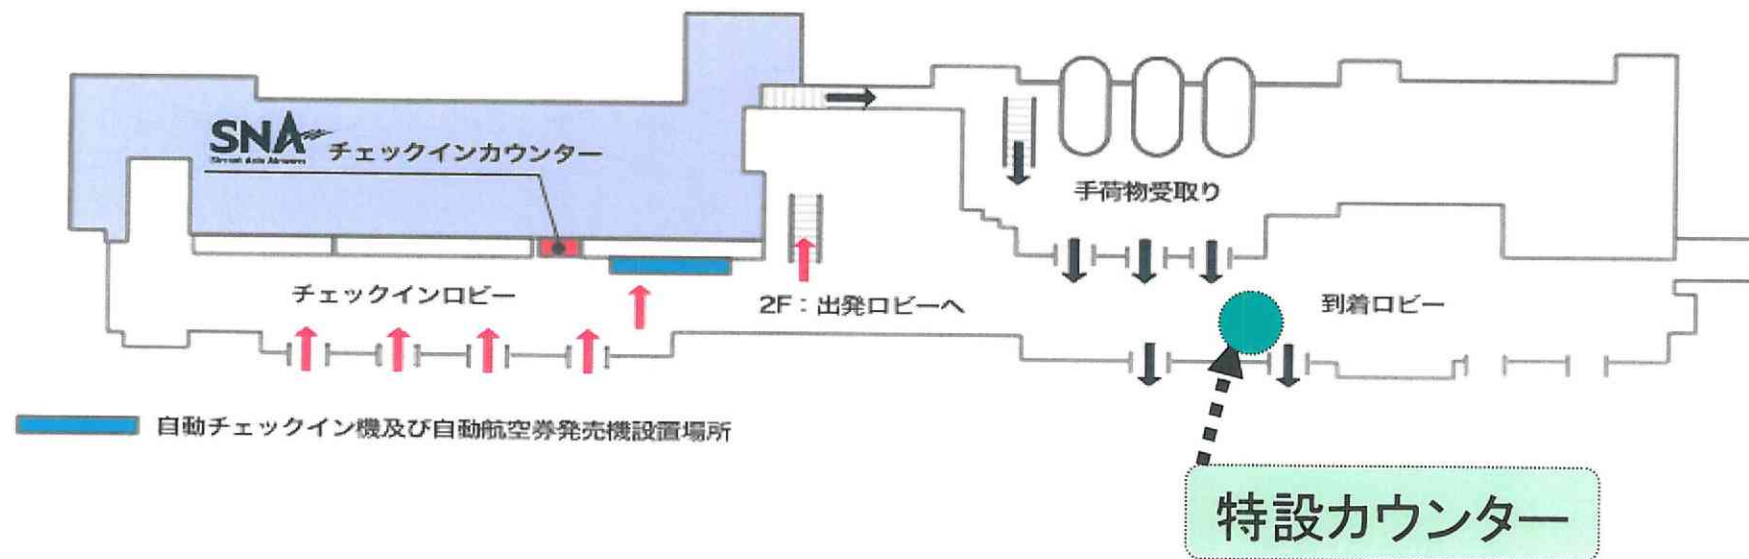 SNA
チェックインカウンター
手荷物受取り
チェックインロビー
2F：出発ロビーへ
到着ロビー
自動チェックイン機及び自動航空券発売機設置場所
特設カウンター